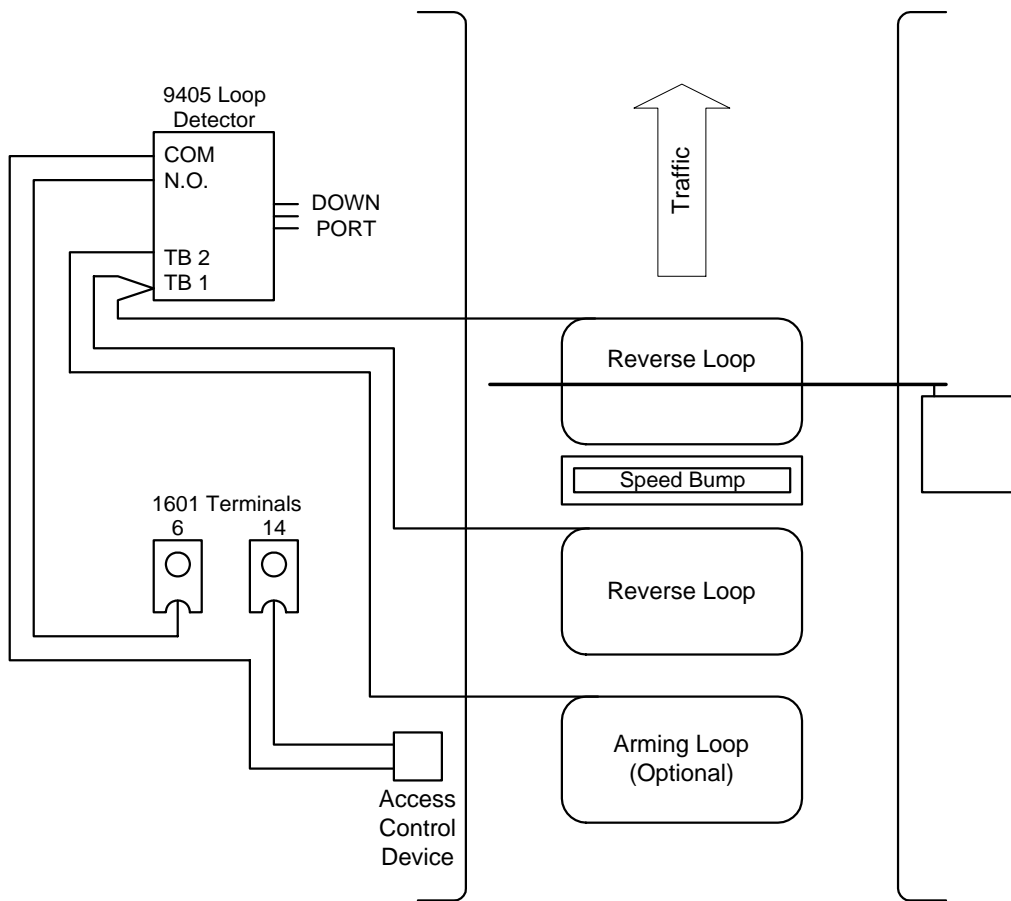 9405 Loop
Detector
COM
N.O.
DOWN
PORT
TB 2
TB 1
Traffic
Reverse Loop
Speed Bump
1601 Terminals
6
14
Reverse Loop
Arming Loop
(Optional)
Access
Control
Device